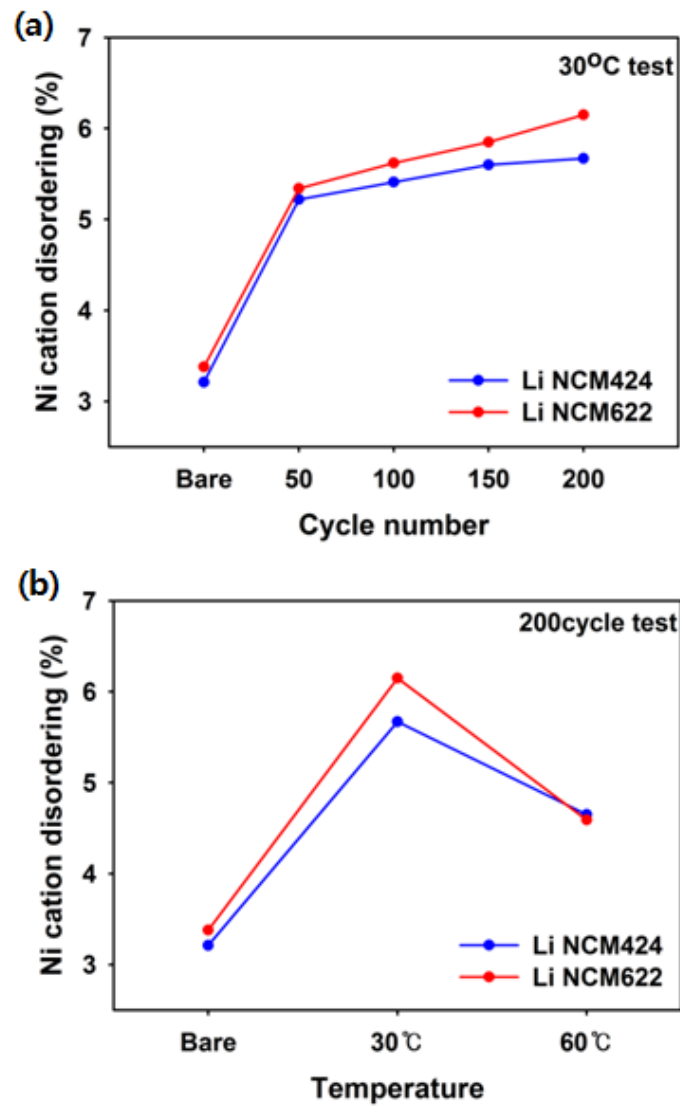 (a)
7
6
5
4
3
Ni cation disordering (%)
30⁰C test
Li NCM424
Li NCM622
Bare 50 100 150 200
Cycle number
(b)
7
6
5
4
3
Ni cation disordering (%)
200cycle test
Li NCM424
Li NCM622
Bare 30℃ 60℃
Temperature